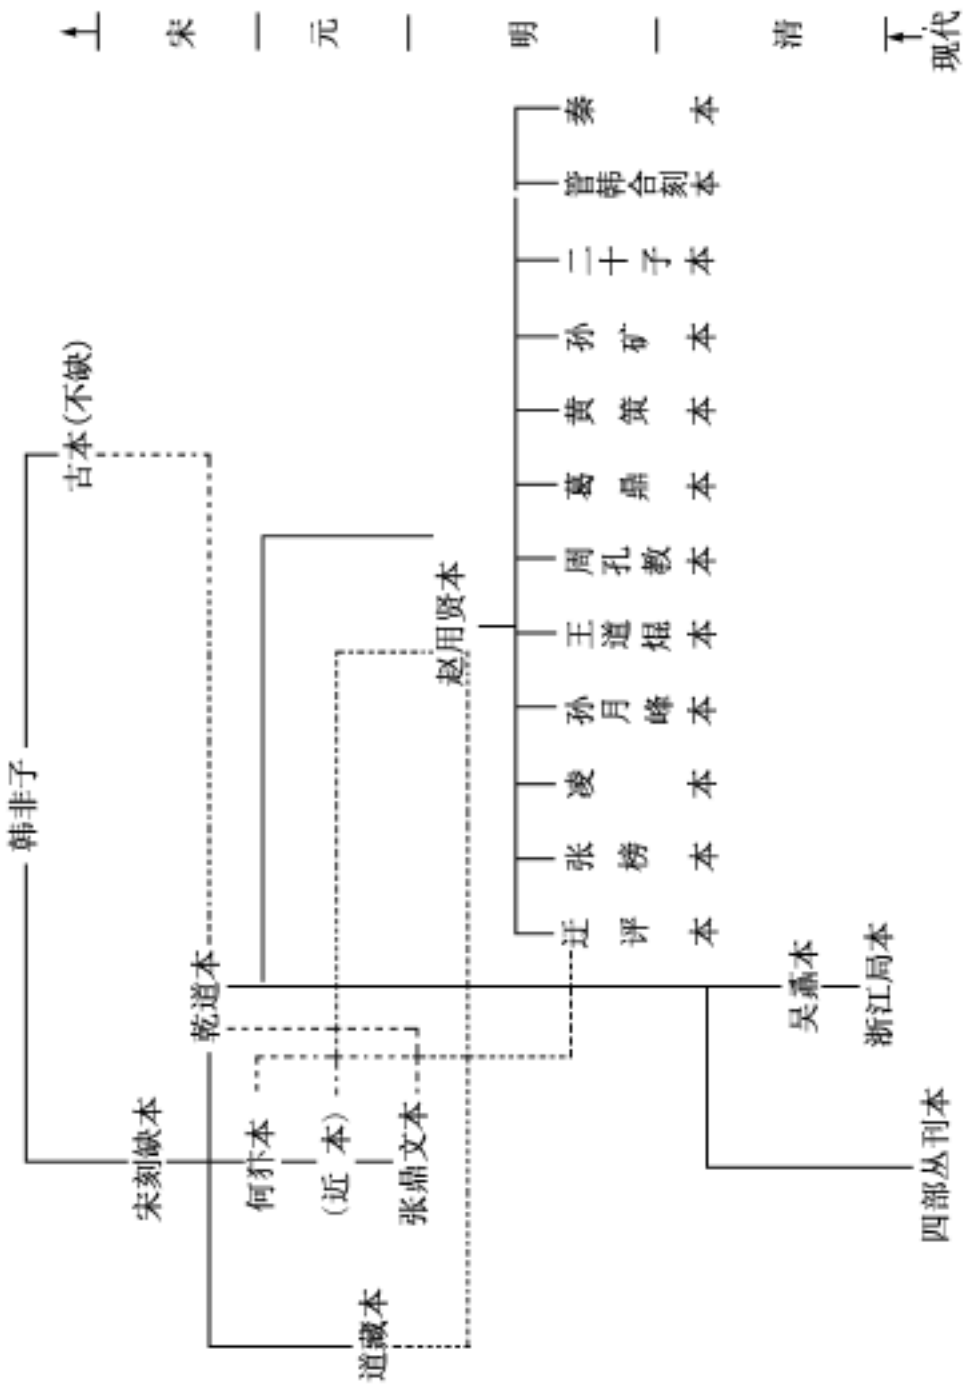 宋
元
明
清
现代
韩非子
古本(不缺)
宋刻缺本
乾道本
何犿本
(近 本)
张鼎文本
道藏本
赵用贤本
秦 本
管韩合刻本
二十子本
孙矿本
黄策本
葛鼎本
周孔教本
王道焜本
孙月峰本
凌 本
张榜本
迂评本
吴鼒本
浙江局本
四部丛刊本